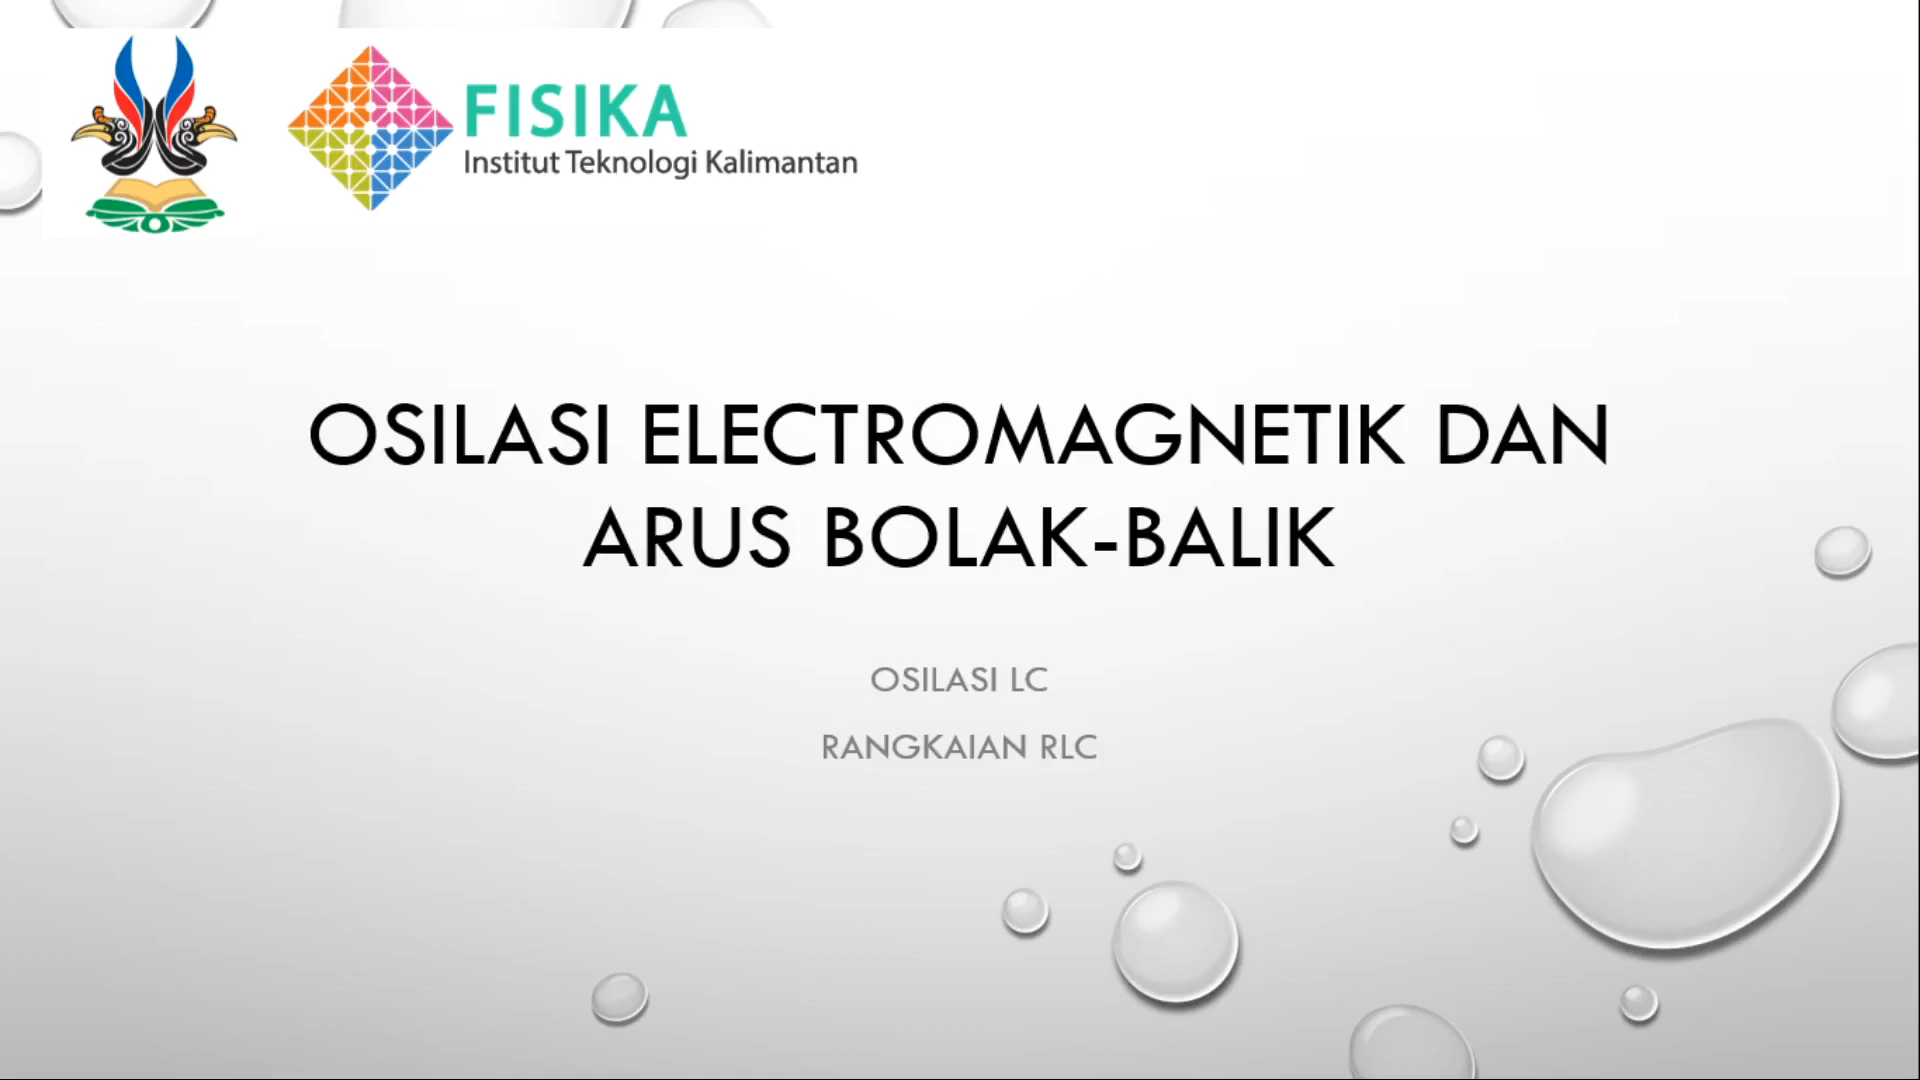 FISIKA
Institut Teknologi Kalimantan
OSILASI ELECTROMAGNETIK DAN
ARUS BOLAK-BALIK
OSILASI LC
RANGKAIAN RLC